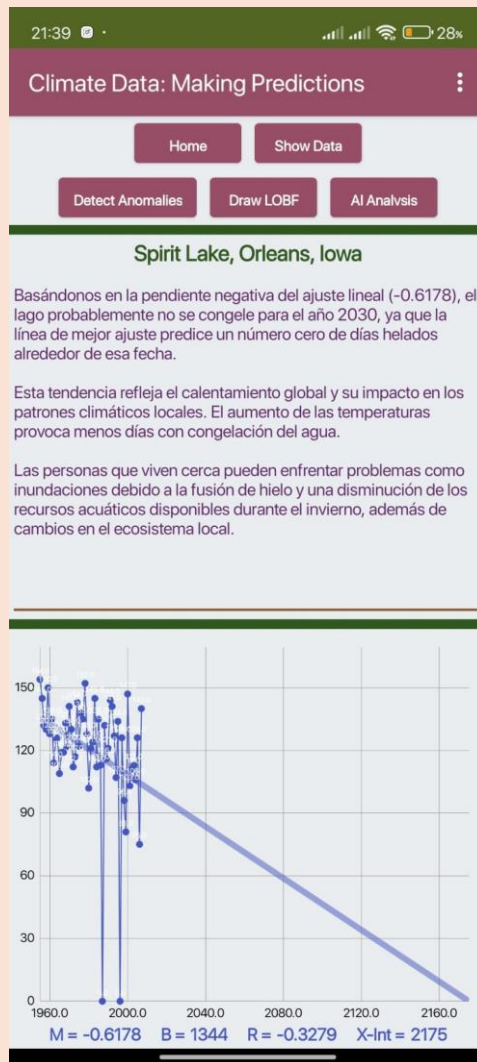 21:39
28%
Climate Data: Making Predictions
Home
Show Data
Detect Anomalies
Draw LOBF
AI Analysis
Spirit Lake, Orleans, Iowa
Basándonos en la pendiente negativa del ajuste lineal (-0.6178), el
lago probablemente no se congele para el año 2030, ya que la
línea de mejor ajuste predice un número cero de días helados
alrededor de esa fecha.
Esta tendencia refleja el calentamiento global y su impacto en los
patrones climáticos locales. El aumento de las temperaturas
provoca menos días con congelación del agua.
Las personas que viven cerca pueden enfrentar problemas como
inundaciones debido a la fusión de hielo y una disminución de los
recursos acuáticos disponibles durante el invierno, además de
cambios en el ecosistema local.
150
120
90
60
30
0
1960.0 2000.0 2040.0 2080.0 2120.0 2160.0
M = -0.6178 B = 1344 R = -0.3279 X-Int = 2175